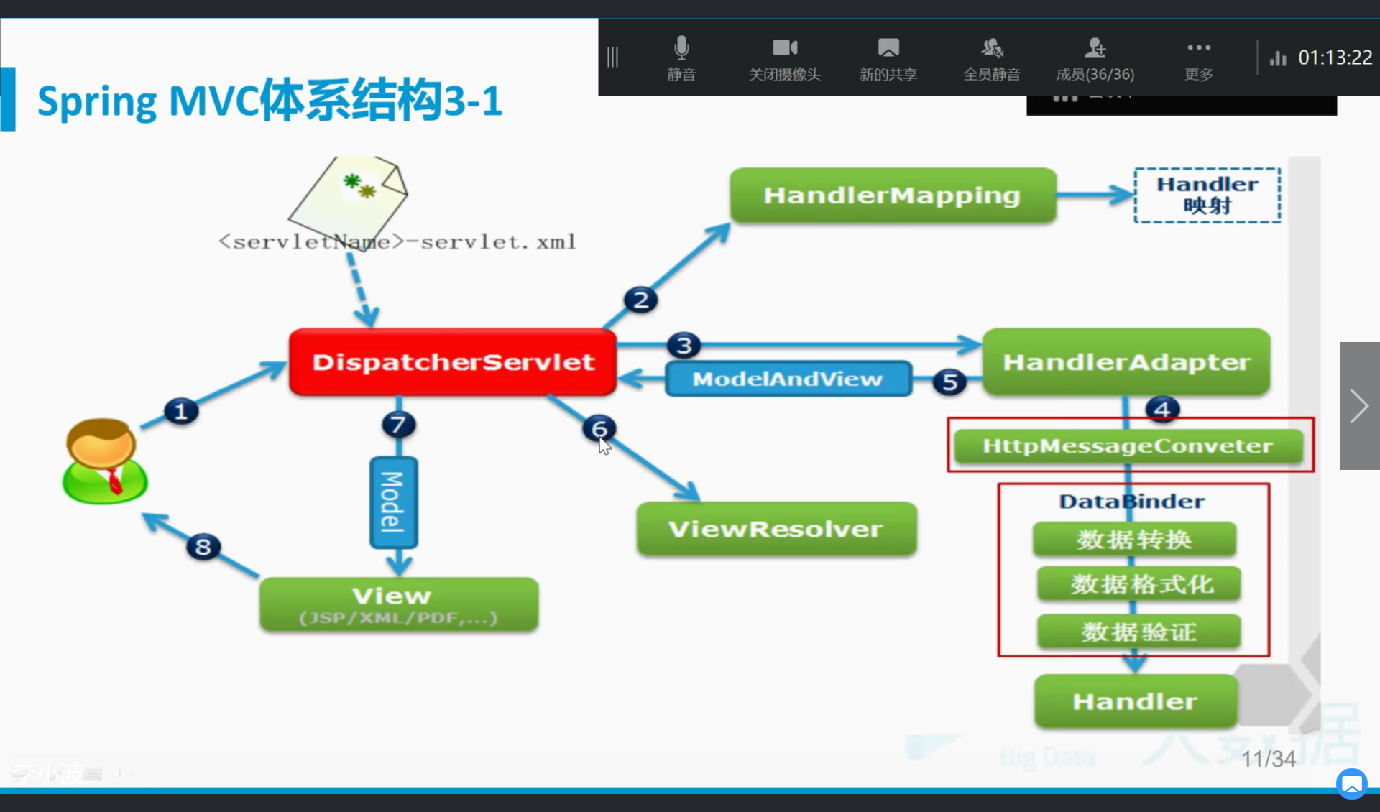 静音
关闭摄像头
新的共享
全员静音
成员(36/36)
更多
01:13:22
Spring MVC体系结构3-1
<servletName>-servlet.xml
HandlerMapping
Handler
映射
2
DispatcherServlet
3
HandlerAdapter
ModelAndView
5
1
7
6
4
HttpMessageConveter
Model
DataBinder
ViewResolver
数据转换
8
View
(JSP/XML/PDF,...)
数据格式化
数据验证
Handler
大数据
Big Data
11/34
李小波